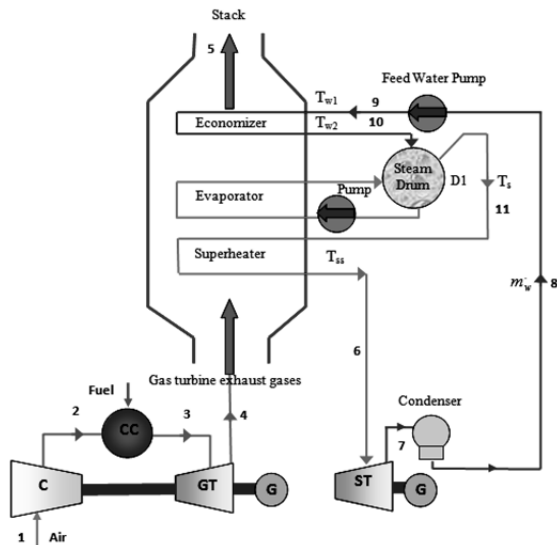 Stack
5
Feed Water Pump
Tw1
9
Economizer
Tw2
10
Steam
Drum
D1
Ts
Pump
Evaporator
11
Superheater
Tss
mw
8
6
Gas turbine exhaust gases
Fuel
Condenser
2
3
4
CC
7
C
GT
G
ST
G
1
Air